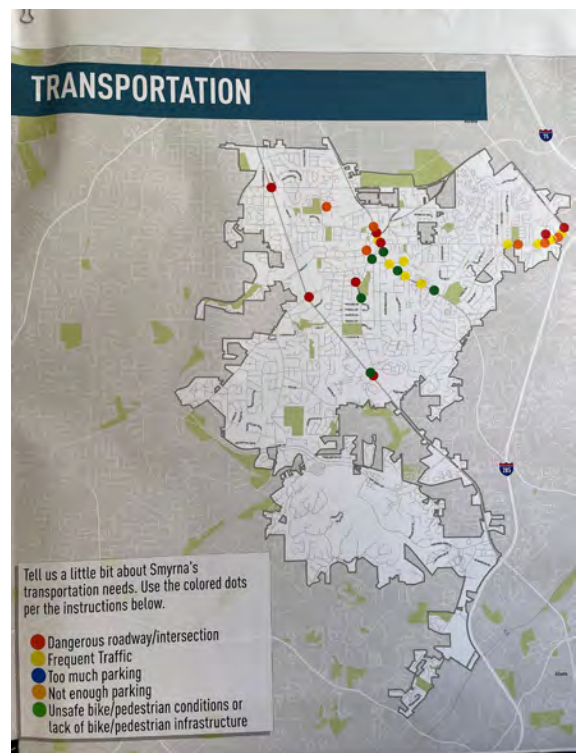 TRANSPORTATION
75
285
Tell us a little bit about Smyrna's
transportation needs. Use the colored dots
per the instructions below.
Dangerous roadway/intersection
Frequent Traffic
Too much parking
Not enough parking
Unsafe bike/pedestrian conditions or
lack of bike/pedestrian infrastructure